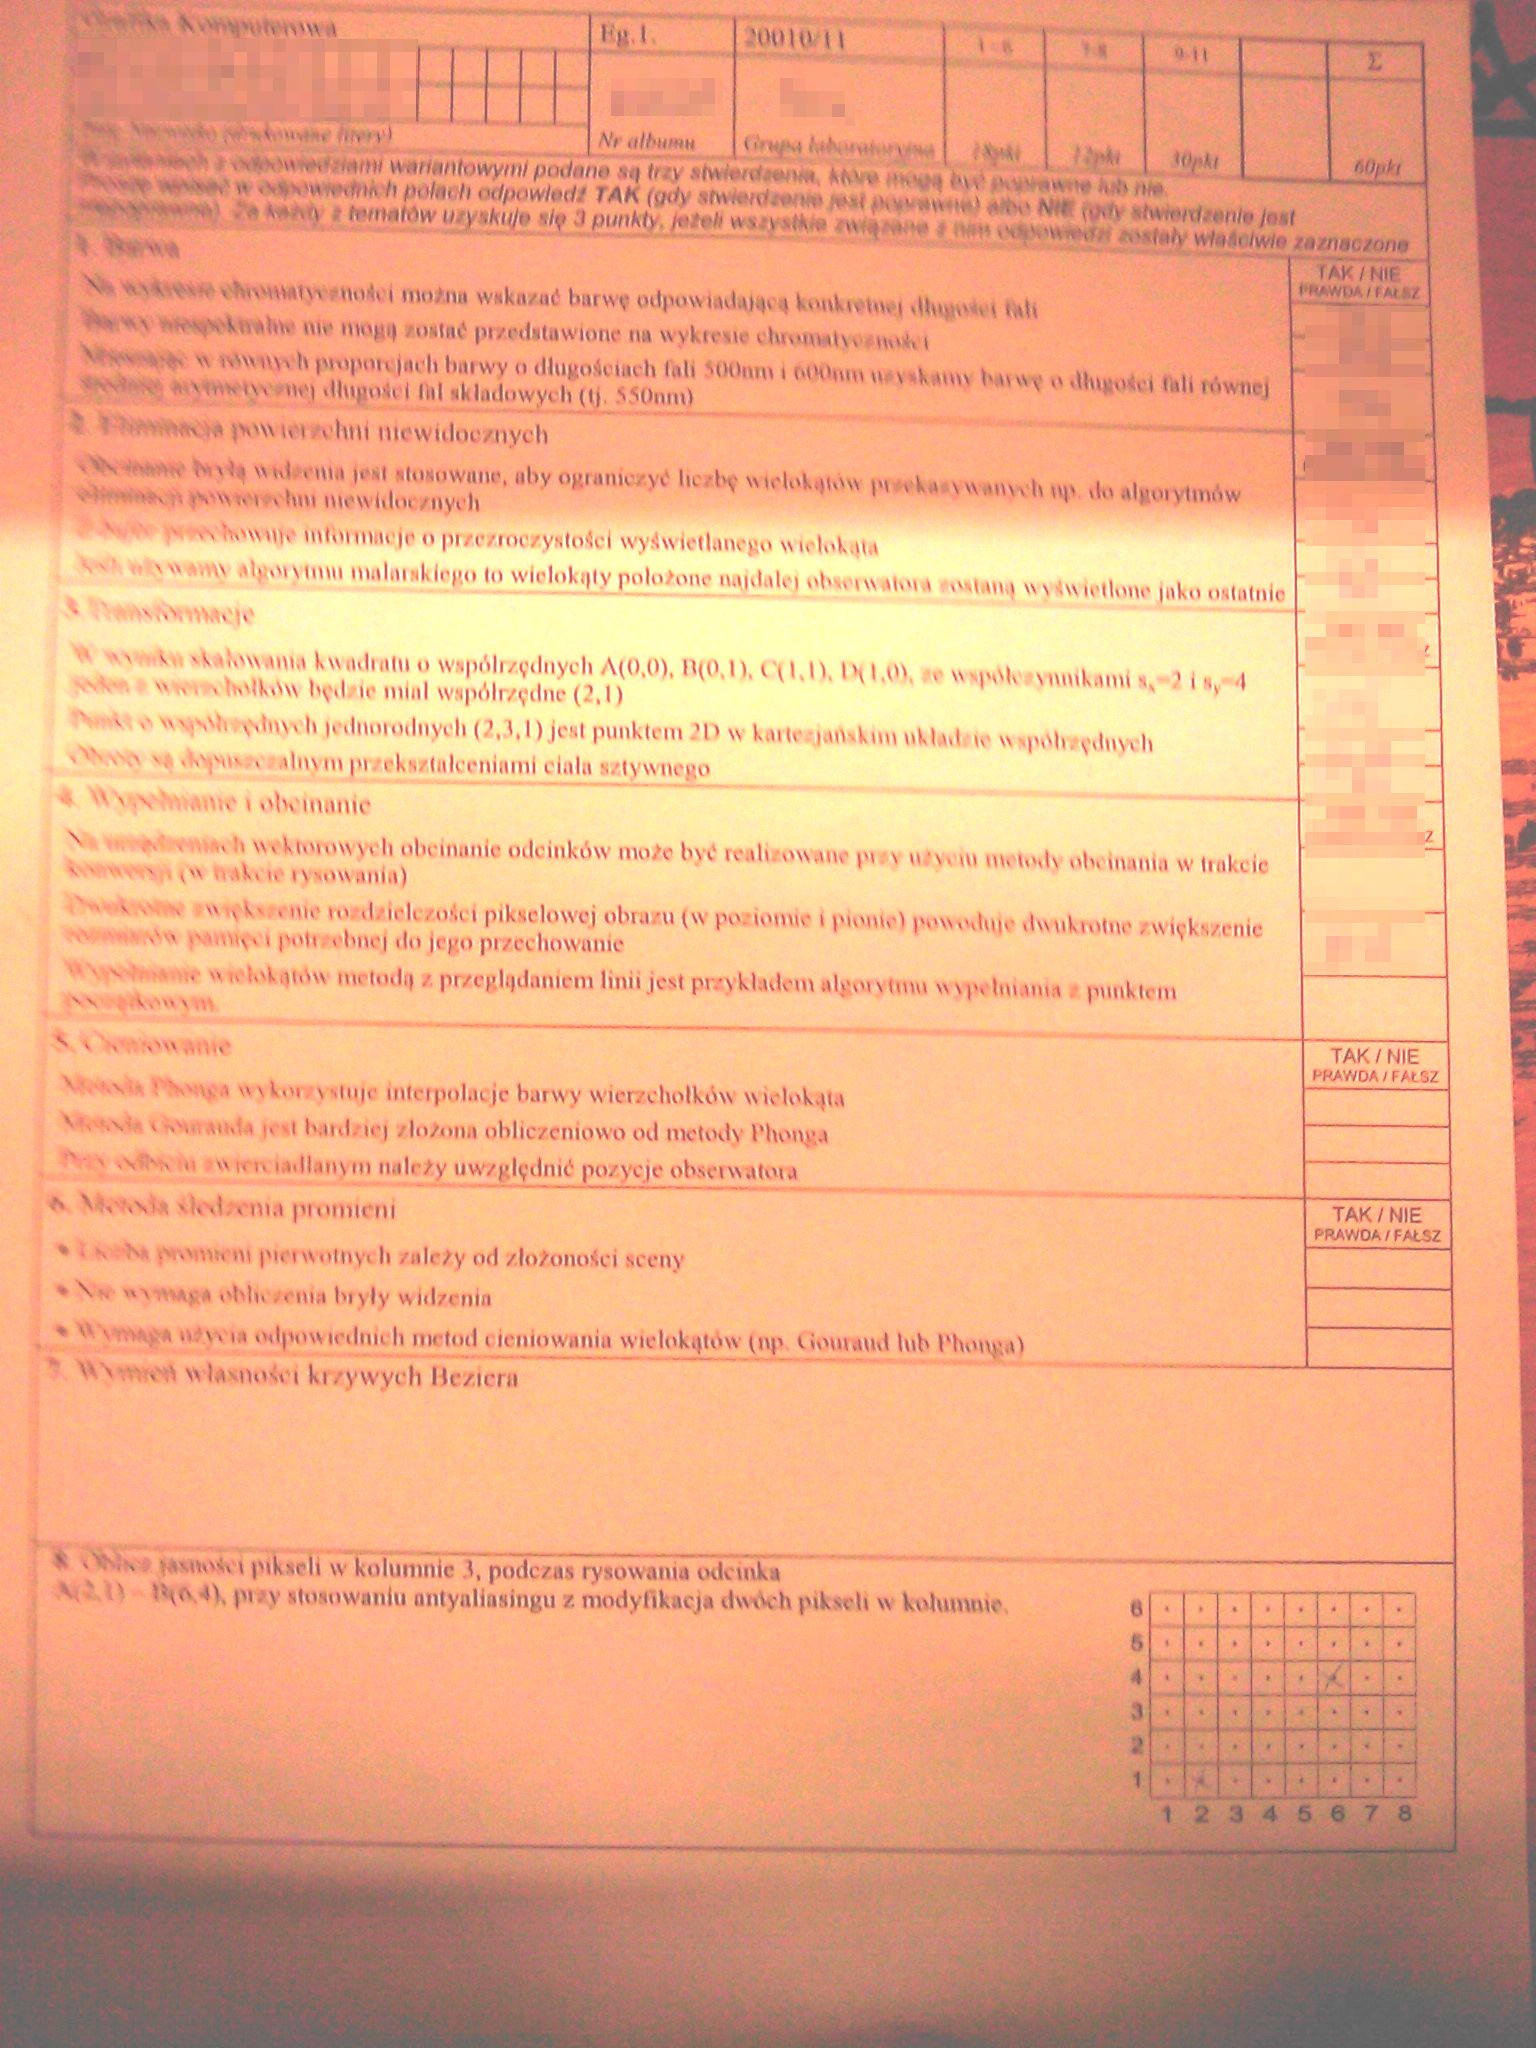 Grafika Komputerowa Eg.1. 20010/11 1-6 7-8 9-11 Σ
Nr albumu Grupa laboratoryjna 18pkt 12pkt 30pkt 60pkt
z odpowiedziami wariantowymi podane są trzy stwierdzenia, które mogą być poprawne lub nie.
w odpowiednich polach odpowiedź TAK (gdy stwierdzenie jest poprawne) albo NIE (gdy stwierdzenie jest
Za każdy z tematów uzyskuje się 3 punkty, jeżeli wszystkie związane z nim odpowiedzi zostały właściwie zaznaczone
1. Barwa TAK / NIE
PRAWDA / FAŁSZ
Na wykresie chromatyczności można wskazać barwę odpowiadającą konkretnej długości fali
Barwy niespektralne nie mogą zostać przedstawione na wykresie chromatyczności
Mieszając w równych proporcjach barwy o długościach fali 500nm i 600nm uzyskamy barwę o długości fali równej
średniej arytmetycznej długości fal składowych (tj. 550nm)
2. Eliminacja powierzchni niewidocznych
Obcinanie bryłą widzenia jest stosowane, aby ograniczyć liczbę wielokątów przekazywanych np. do algorytmów
eliminacji powierzchni niewidocznych
Z-bufor przechowuje informacje o przezroczystości wyświetlanego wielokąta
Jeśli używamy algorytmu malarskiego to wielokąty położone najdalej obserwatora zostaną wyświetlone jako ostatnie
3. Transformacje
W wyniku skalowania kwadratu o współrzędnych A(0,0), B(0,1), C(1,1), D(1,0), ze współczynnikami sx=2 i sy=4
jeden z wierzchołków będzie miał współrzędne (2,1)
Punkt o współrzędnych jednorodnych (2,3,1) jest punktem 2D w kartezjańskim układzie współrzędnych
Obroty są dopuszczalnym przekształceniami ciała sztywnego
4. Wypełnianie i obcinanie
Na urządzeniach wektorowych obcinanie odcinków może być realizowane przy użyciu metody obcinania w trakcie
konwersji (w trakcie rysowania)
Dwukrotne zwiększenie rozdzielczości pikselowej obrazu (w poziomie i pionie) powoduje dwukrotne zwiększenie
rozmiarów pamięci potrzebnej do jego przechowanie
Wypełnianie wielokątów metodą z przeglądaniem linii jest przykładem algorytmu wypełniania z punktem
początkowym.
5. Cieniowanie TAK / NIE
PRAWDA / FAŁSZ
Metoda Phonga wykorzystuje interpolacje barwy wierzchołków wielokąta
Metoda Gourauda jest bardziej złożona obliczeniowo od metody Phonga
Przy odbiciu zwierciadlanym należy uwzględnić pozycje obserwatora
6. Metoda śledzenia promieni TAK / NIE
PRAWDA / FAŁSZ
• Liczba promieni pierwotnych zależy od złożoności sceny
• Nie wymaga obliczenia bryły widzenia
• Wymaga użycia odpowiednich metod cieniowania wielokątów (np. Gouraud lub Phonga)
7. Wymień własności krzywych Beziera
8. Oblicz jasności pikseli w kolumnie 3, podczas rysowania odcinka
A(2,1) – B(6,4), przy stosowaniu antyaliasingu z modyfikacja dwóch pikseli w kolumnie.
6
5
4
3
2
1
1 2 3 4 5 6 7 8